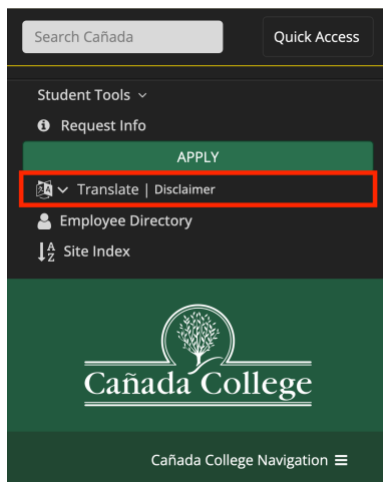 Search Cañada
Quick Access
Student Tools
Request Info
APPLY
Translate | Disclaimer
Employee Directory
Site Index
Cañada College
Cañada College Navigation